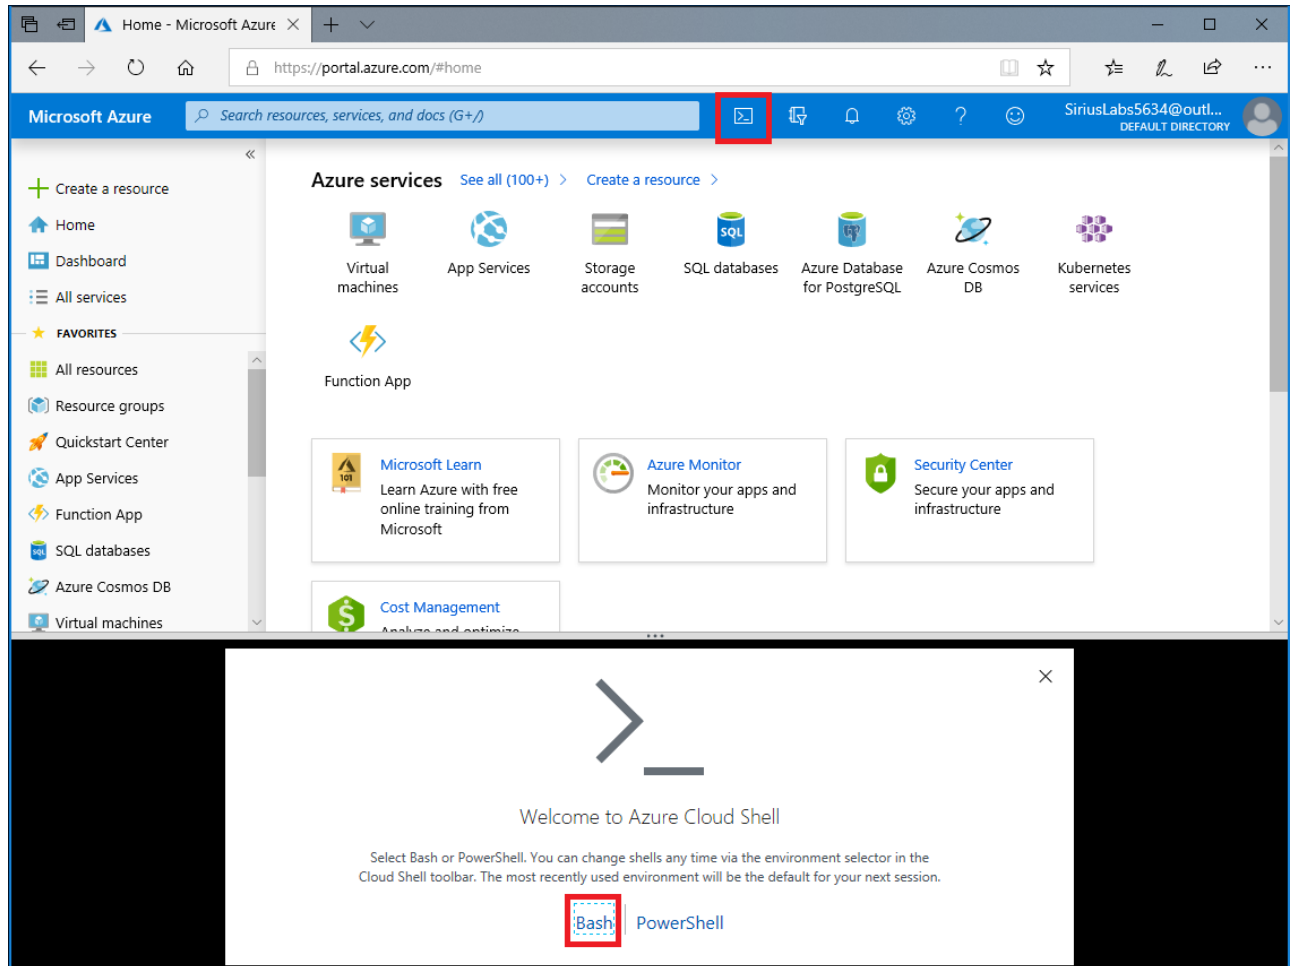 Home - Microsoft Azure
https://portal.azure.com/#home
Microsoft Azure
Search resources, services, and docs (G+/)
SiriusLabs5634@outl...
DEFAULT DIRECTORY
Create a resource
Home
Dashboard
All services
FAVORITES
All resources
Resource groups
Quickstart Center
App Services
Function App
SQL databases
Azure Cosmos DB
Virtual machines
Azure services
See all (100+)
Create a resource
Virtual
machines
App Services
Storage
accounts
SQL
SQL databases
Azure Database
for PostgreSQL
Azure Cosmos
DB
Kubernetes
services
Function App
101
Microsoft Learn
Learn Azure with free
online training from
Microsoft
Azure Monitor
Monitor your apps and
infrastructure
Security Center
Secure your apps and
infrastructure
Cost Management
Analyze and optimize
Welcome to Azure Cloud Shell
Select Bash or PowerShell. You can change shells any time via the environment selector in the
Cloud Shell toolbar. The most recently used environment will be the default for your next session.
Bash
PowerShell